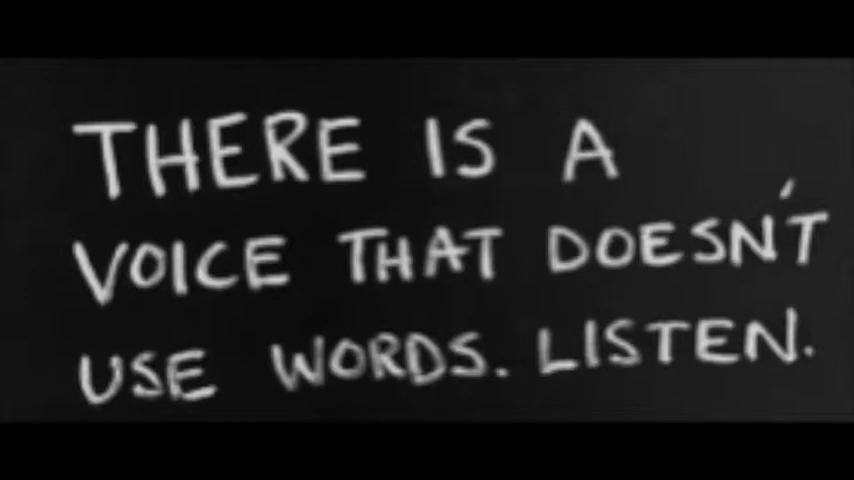 THERE IS A
VOICE THAT DOESN'T
USE WORDS. LISTEN.